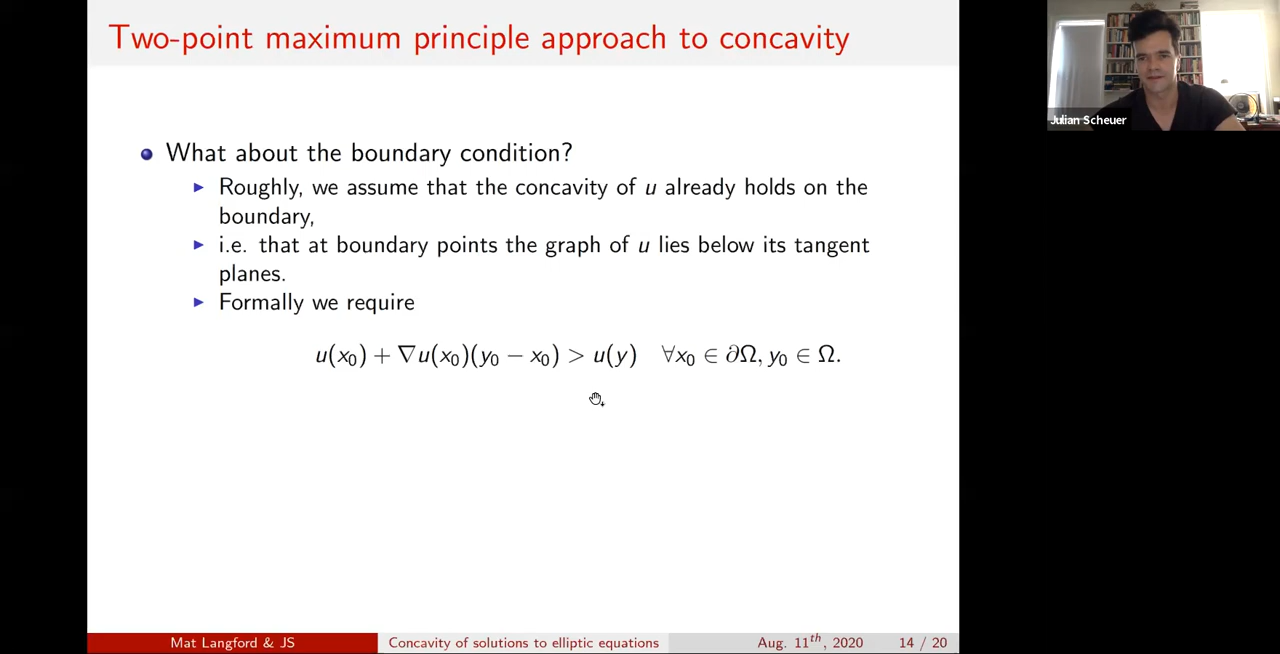 Two-point maximum principle approach to concavity
What about the boundary condition?
Roughly, we assume that the concavity of u already holds on the
boundary,
i.e. that at boundary points the graph of u lies below its tangent
planes.
Formally we require
u(x₀) + ∇u(x₀)(y₀ − x₀) > u(y) ∀x₀ ∈ ∂Ω, y₀ ∈ Ω.
Mat Langford & JS
Concavity of solutions to elliptic equations
Aug. 11ᵗʰ, 2020
14 / 20
Julian Scheuer